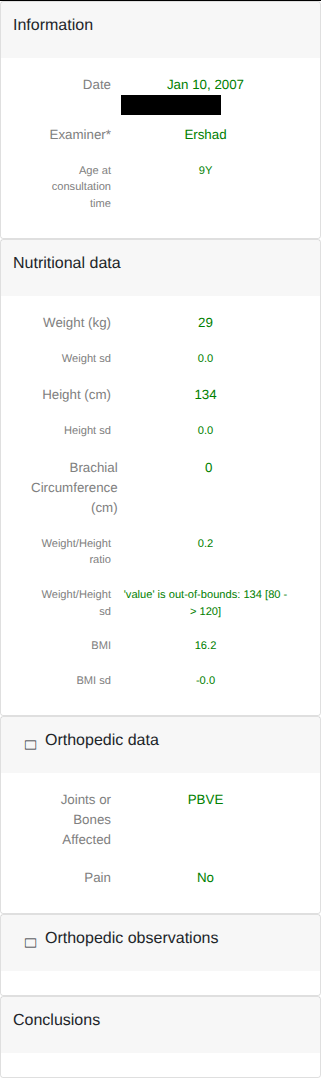 Information
Date Jan 10, 2007
Examiner* Ershad
Age at 9Y
consultation
time
Nutritional data
Weight (kg) 29
Weight sd 0.0
Height (cm) 134
Height sd 0.0
Brachial 0
Circumference
(cm)
Weight/Height 0.2
ratio
Weight/Height 'value' is out-of-bounds: 134 [80 -
sd > 120]
BMI 16.2
BMI sd -0.0
Orthopedic data
Joints or PBVE
Bones
Affected
Pain No
Orthopedic observations
Conclusions